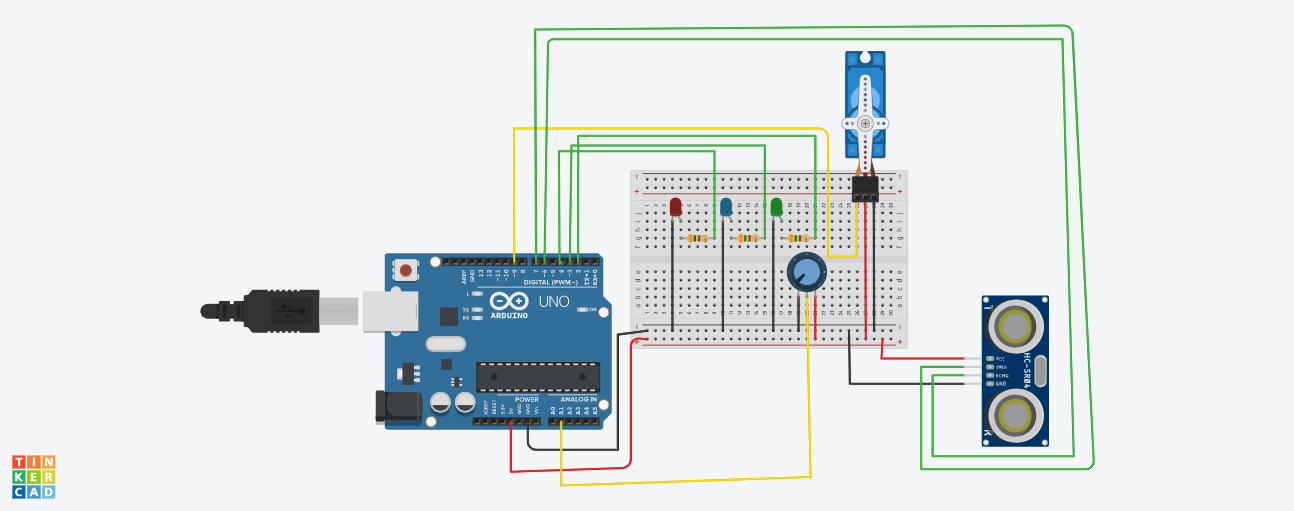 AREF
GND
13
12
~11
~10
~9
8
7
~6
~5
4
~3
2
TX→1
RX←0
DIGITAL (PWM~)
L
TX
RX
UNO
ARDUINO
ON
POWER
ANALOG IN
IOREF
RESET
3.3V
5V
GND
GND
Vin
A0
A1
A2
A3
A4
A5
HC-SR04
T
VCC
TRIG
ECHO
GND
R
TIN
KER
CAD